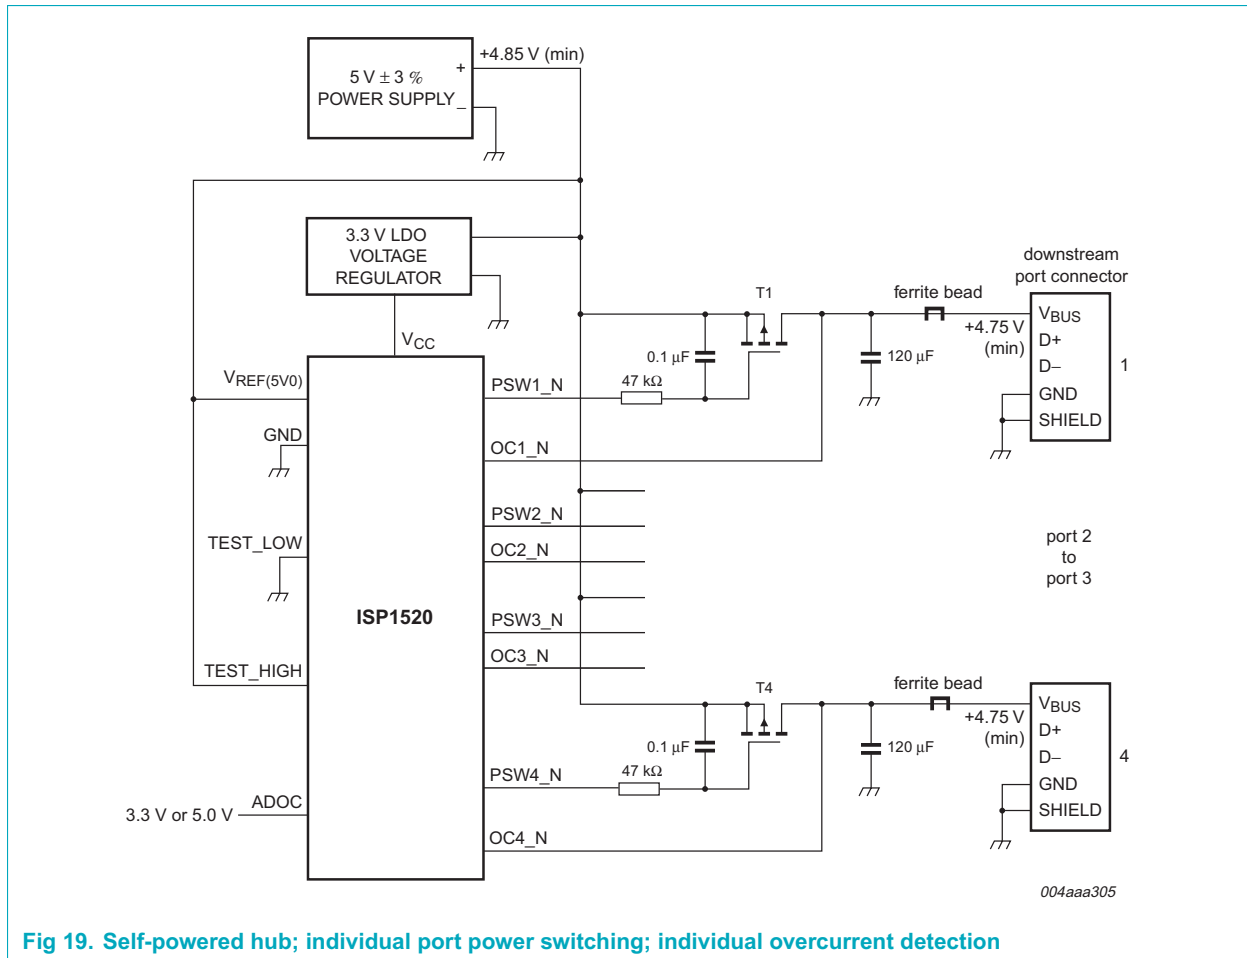 +4.85 V (min)
5 V ± 3 %
POWER SUPPLY
+
−
3.3 V LDO
VOLTAGE
REGULATOR
VCC
VREF(5V0)
GND
TEST_LOW
TEST_HIGH
ADOC
3.3 V or 5.0 V
ISP1520
PSW1_N
OC1_N
PSW2_N
OC2_N
PSW3_N
OC3_N
PSW4_N
OC4_N
47 kΩ
0.1 µF
T1
120 µF
ferrite bead
+4.75 V
(min)
downstream
port connector
VBUS
D+
D−
GND
SHIELD
1
port 2
to
port 3
47 kΩ
0.1 µF
T4
120 µF
ferrite bead
+4.75 V
(min)
VBUS
D+
D−
GND
SHIELD
4
004aaa305
Fig 19. Self-powered hub; individual port power switching; individual overcurrent detection